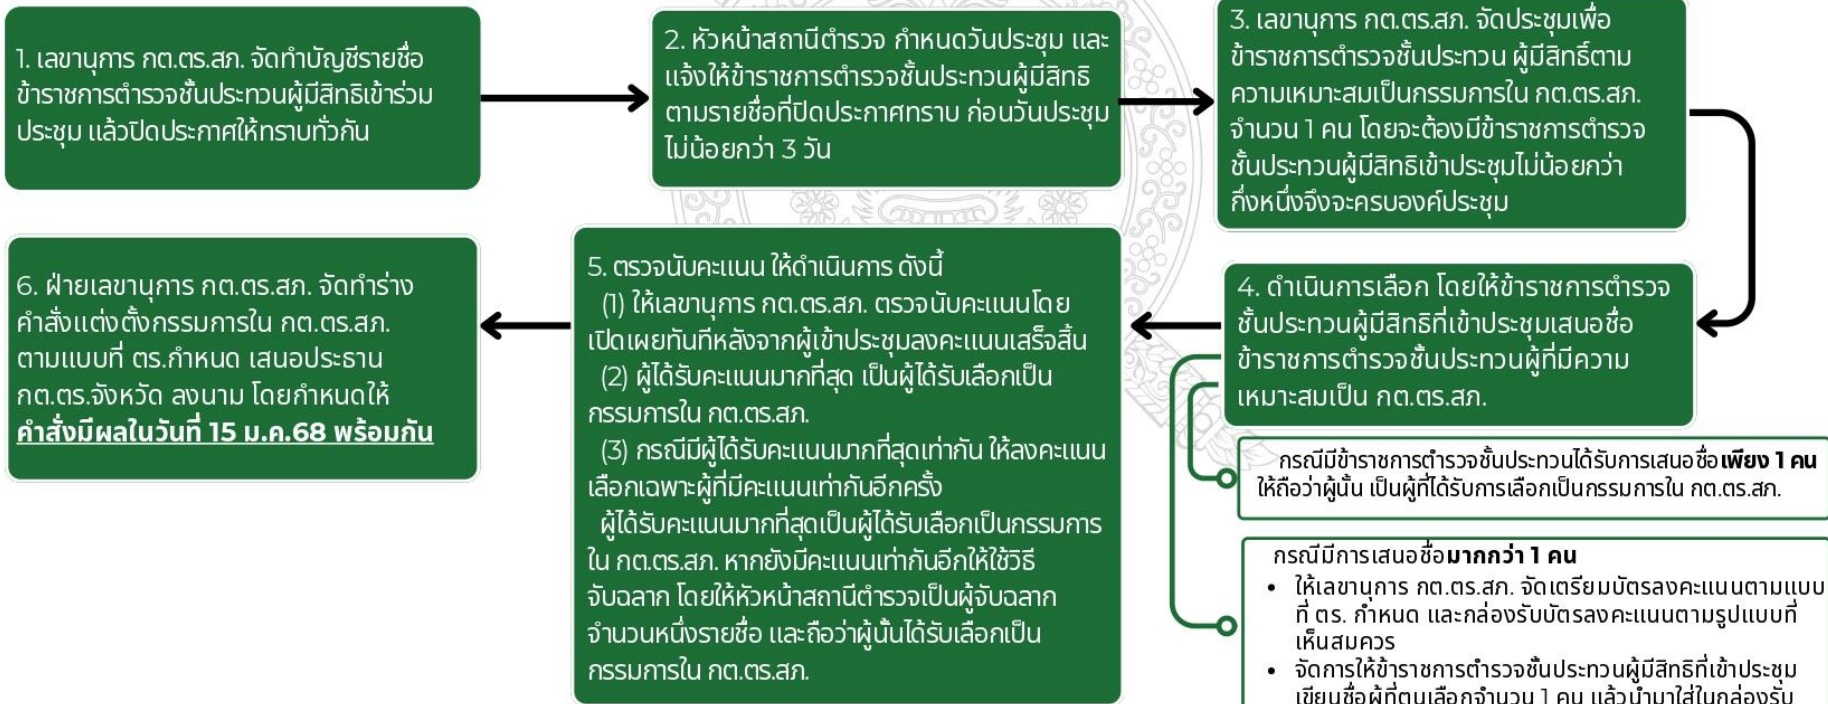 1. เลขานุการ กต.ตร.สภ. จัดทำบัญชีรายชื่อ
ข้าราชการตำรวจชั้นประทวนผู้มีสิทธิเข้าร่วม
ประชุม แล้วปิดประกาศให้ทราบทั่วกัน
2. หัวหน้าสถานีตำรวจ กำหนดวันประชุม และ
แจ้งให้ข้าราชการตำรวจชั้นประทวนผู้มีสิทธิ
ตามรายชื่อที่ปิดประกาศทราบ ก่อนวันประชุม
ไม่น้อยกว่า 3 วัน
3. เลขานุการ กต.ตร.สภ. จัดประชุมเพื่อ
ข้าราชการตำรวจชั้นประทวน ผู้มีสิทธิ์ตาม
ความเหมาะสมเป็นกรรมการใน กต.ตร.สภ.
จำนวน 1 คน โดยจะต้องมีข้าราชการตำรวจ
ชั้นประทวนผู้มีสิทธิเข้าประชุมไม่น้อยกว่า
กึ่งหนึ่งจึงจะครบองค์ประชุม
4. ดำเนินการเลือก โดยให้ข้าราชการตำรวจ
ชั้นประทวนผู้มีสิทธิที่เข้าประชุมเสนอชื่อ
ข้าราชการตำรวจชั้นประทวนผู้ที่มีความ
เหมาะสมเป็น กต.ตร.สภ.
กรณีมีข้าราชการตำรวจชั้นประทวนได้รับการเสนอชื่อเพียง 1 คน
ให้ถือว่าผู้นั้น เป็นผู้ที่ได้รับการเลือกเป็นกรรมการใน กต.ตร.สภ.
กรณีมีการเสนอชื่อมากกว่า 1 คน
• ให้เลขานุการ กต.ตร.สภ. จัดเตรียมบัตรลงคะแนนตามแบบ
ที่ ตร. กำหนด และกล่องรับบัตรลงคะแนนตามรูปแบบที่
เห็นสมควร
• จัดการให้ข้าราชการตำรวจชั้นประทวนผู้มีสิทธิที่เข้าประชุม
เขียนชื่อผู้ที่ตนเลือกจำนวน 1 คน แล้วนำมาใส่ในกล่องรับ
5. ตรวจนับคะแนน ให้ดำเนินการ ดังนี้
(1) ให้เลขานุการ กต.ตร.สภ. ตรวจนับคะแนนโดย
เปิดเผยทันทีหลังจากผู้เข้าประชุมลงคะแนนเสร็จสิ้น
(2) ผู้ได้รับคะแนนมากที่สุด เป็นผู้ได้รับเลือกเป็น
กรรมการใน กต.ตร.สภ.
(3) กรณีมีผู้ได้รับคะแนนมากที่สุดเท่ากัน ให้ลงคะแนน
เลือกเฉพาะผู้ที่มีคะแนนเท่ากันอีกครั้ง
ผู้ได้รับคะแนนมากที่สุดเป็นผู้ได้รับเลือกเป็นกรรมการ
ใน กต.ตร.สภ. หากยังมีคะแนนเท่ากันอีกให้ใช้วิธี
จับฉลาก โดยให้หัวหน้าสถานีตำรวจเป็นผู้จับฉลาก
จำนวนหนึ่งรายชื่อ และถือว่าผู้นั้นได้รับเลือกเป็น
กรรมการใน กต.ตร.สภ.
6. ฝ่ายเลขานุการ กต.ตร.สภ. จัดทำร่าง
คำสั่งแต่งตั้งกรรมการใน กต.ตร.สภ.
ตามแบบที่ ตร.กำหนด เสนอประธาน
กต.ตร.จังหวัด ลงนาม โดยกำหนดให้
คำสั่งมีผลในวันที่ 15 ม.ค.68 พร้อมกัน